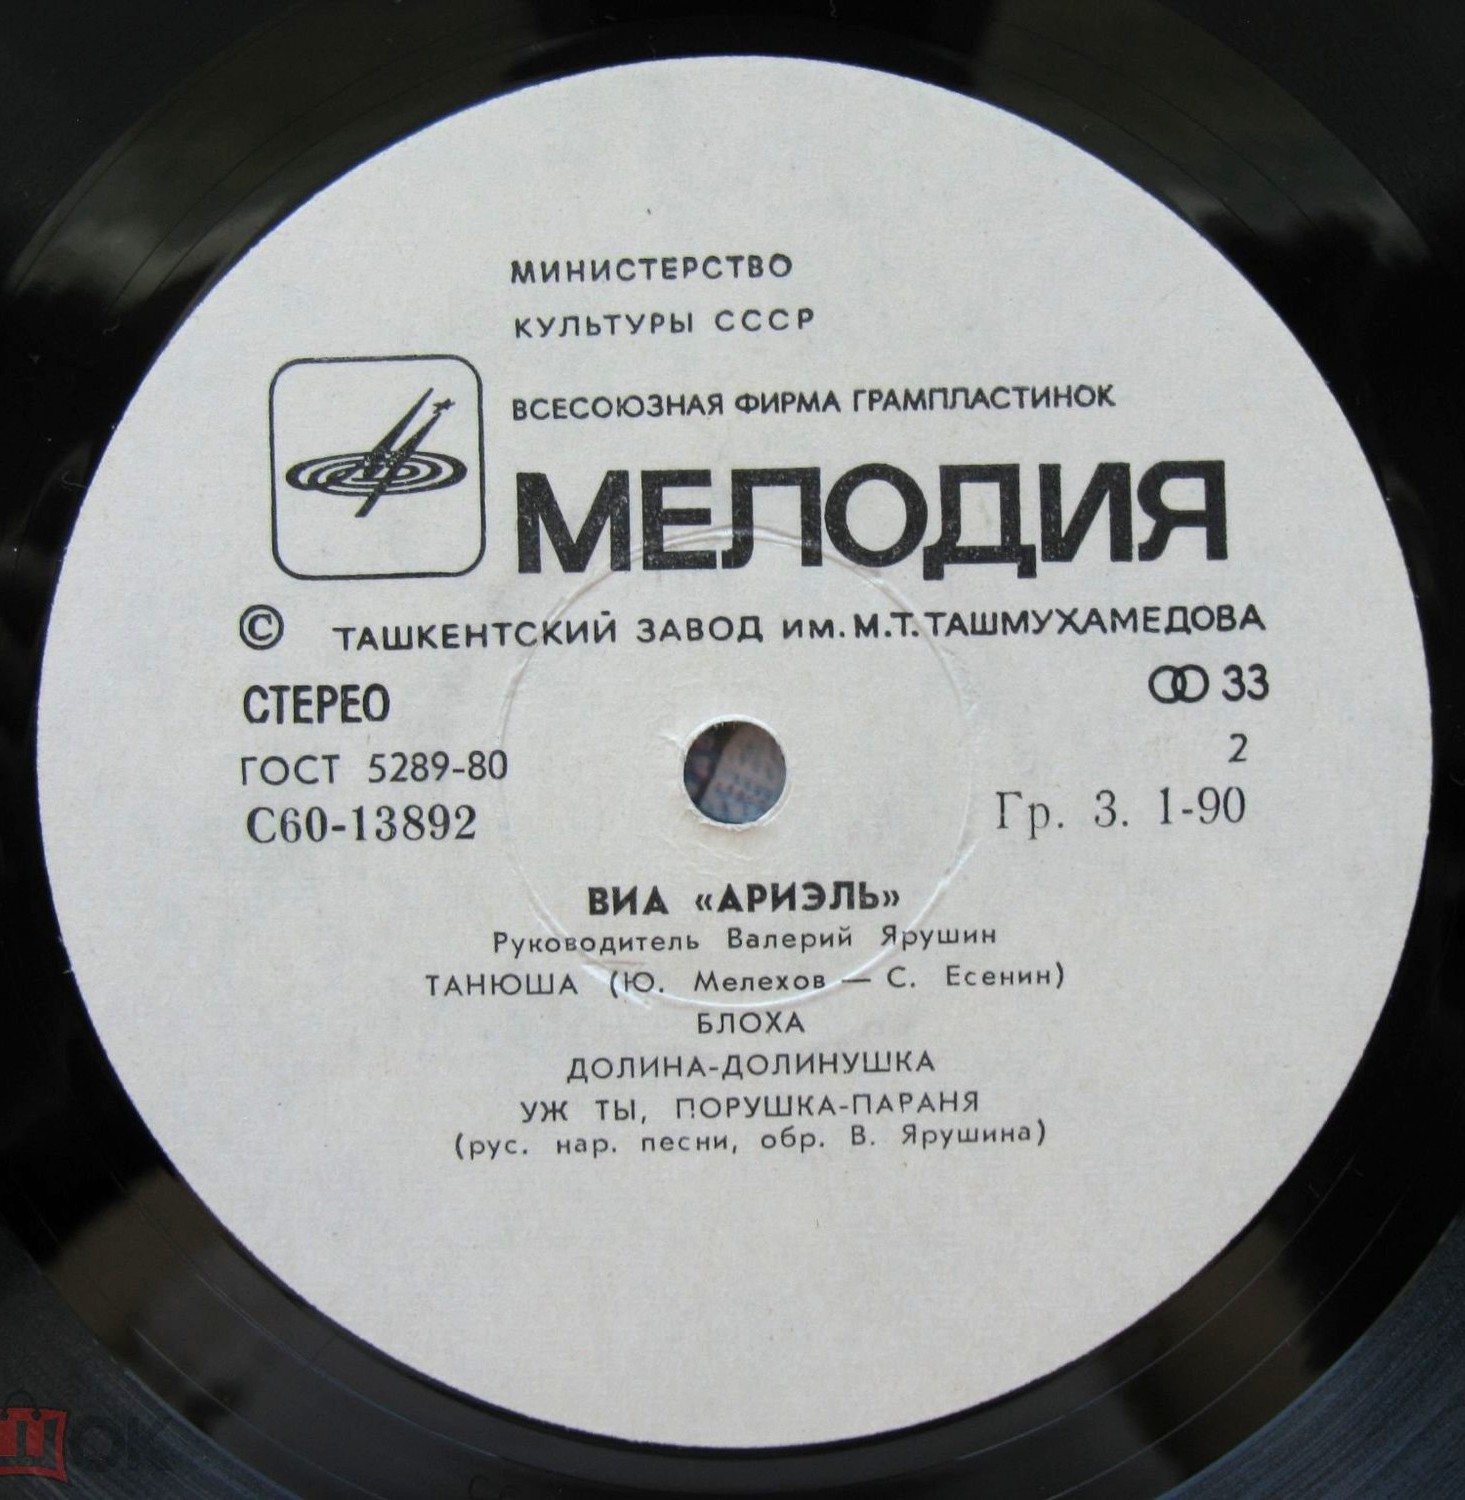 МИНИСТЕРСТВО
КУЛЬТУРЫ СССР
ВСЕСОЮЗНАЯ ФИРМА ГРАМПЛАСТИНОК
МЕЛОДИЯ
© ТАШКЕНТСКИЙ ЗАВОД ИМ. М.Т. ТАШМУХАМЕДОВА
СТЕРЕО
33
ГОСТ 5289-80
2
С60-13892
Гр. 3. 1-90
ВИА «АРИЭЛЬ»
Руководитель Валерий Ярушин
ТАНЮША (Ю. Мелехов — С. Есенин)
БЛОХА
ДОЛИНА-ДОЛИНУШКА
УЖ ТЫ, ПОРУШКА-ПАРАНЯ
(рус. нар. песни, обр. В. Ярушина)